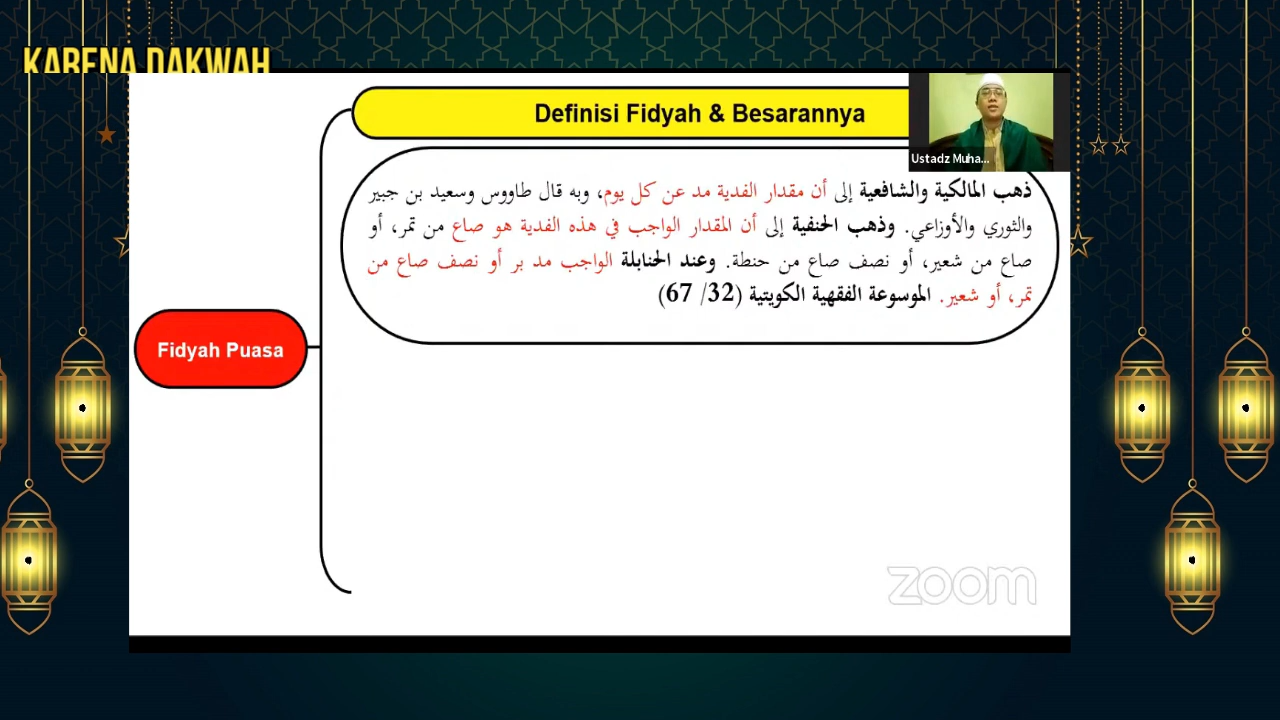 KARENA DAKWAH
Definisi Fidyah & Besarannya
Ustadz Muha...
ذهب المالكية والشافعية إلى أن مقدار الفدية مد عن كل يوم، وبه قال طاووس وسعيد بن جبير
والثوري والأوزاعي. وذهب الحنفية إلى أن المقدار الواجب في هذه الفدية هو صاع من تمر، أو
صاع من شعير، أو نصف صاع من حنطة. وعند الحنابلة الواجب مد بر أو نصف صاع من
تمر، أو شعير. الموسوعة الفقهية الكويتية (32/ 67)
Fidyah Puasa
zoom